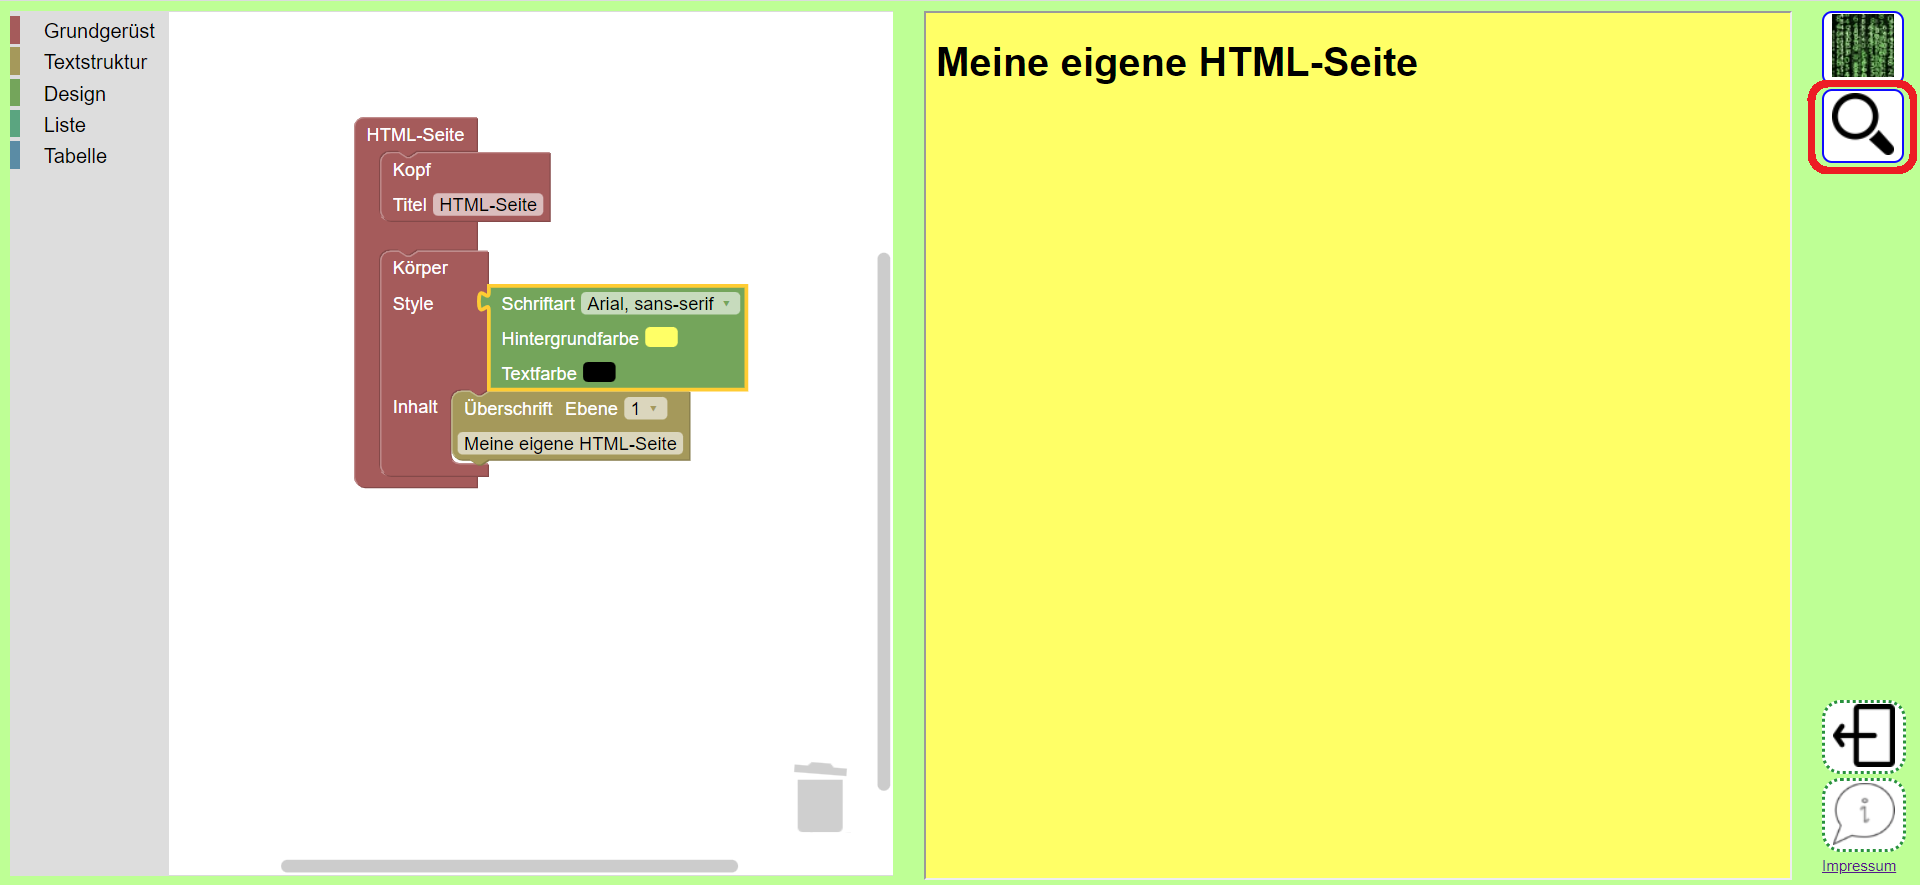 Grundgerüst
Textstruktur
Design
Liste
Tabelle
HTML-Seite
Kopf
Titel HTML-Seite
Körper
Style Schriftart Arial, sans-serif
Hintergrundfarbe
Textfarbe
Inhalt Überschrift Ebene 1
Meine eigene HTML-Seite
Meine eigene HTML-Seite
i
Impressum